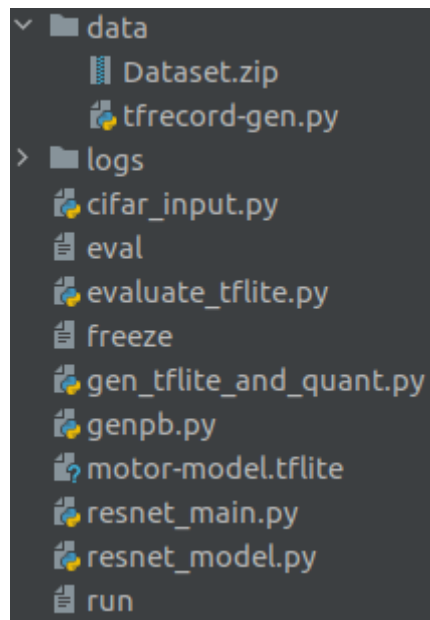 data
Dataset.zip
tfrecord-gen.py
logs
cifar_input.py
eval
evaluate_tflite.py
freeze
gen_tflite_and_quant.py
genpb.py
motor-model.tflite
resnet_main.py
resnet_model.py
run